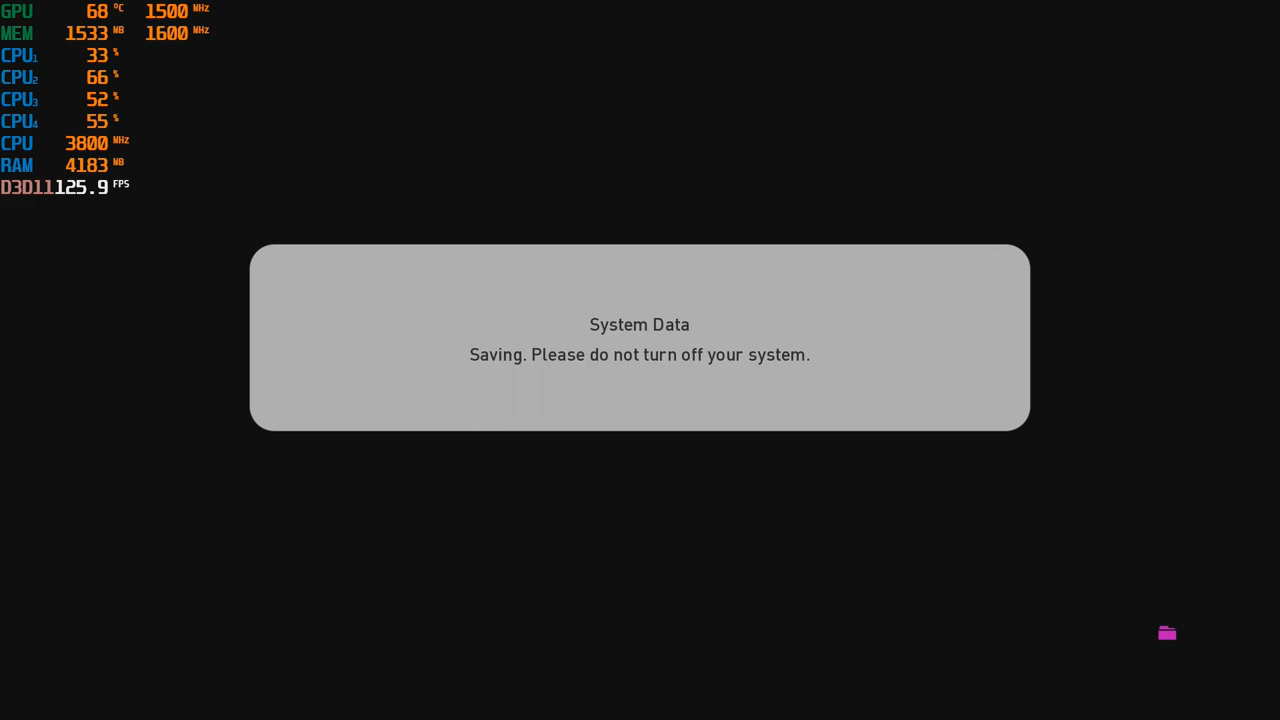 GPU 68 °C 1500 MHz
MEM 1533 MB 1600 MHz
CPU1 33 %
CPU2 66 %
CPU3 52 %
CPU4 55 %
CPU 3800 MHz
RAM 4183 MB
D3D11 125.9 FPS
System Data
Saving. Please do not turn off your system.